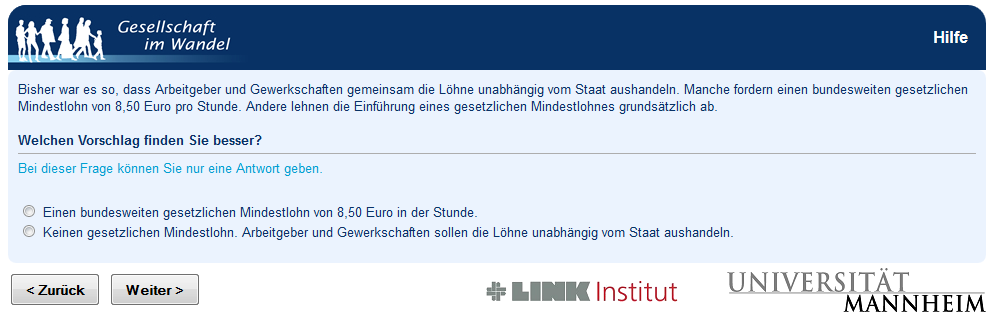 Gesellschaft
im Wandel
Hilfe
Bisher war es so, dass Arbeitgeber und Gewerkschaften gemeinsam die Löhne unabhängig vom Staat aushandeln. Manche fordern einen bundesweiten gesetzlichen
Mindestlohn von 8,50 Euro pro Stunde. Andere lehnen die Einführung eines gesetzlichen Mindestlohnes grundsätzlich ab.
Welchen Vorschlag finden Sie besser?
Bei dieser Frage können Sie nur eine Antwort geben.
Einen bundesweiten gesetzlichen Mindestlohn von 8,50 Euro in der Stunde.
Keinen gesetzlichen Mindestlohn. Arbeitgeber und Gewerkschaften sollen die Löhne unabhängig vom Staat aushandeln.
< Zurück
Weiter >
LINK Institut
UNIVERSITÄT
MANNHEIM